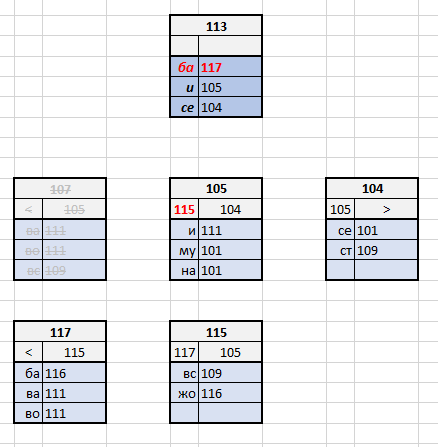 113
ба 117
и 105
се 104
107
< 105
ва 111
во 111
вс 109
105
115 104
и 111
му 101
на 101
104
105 >
се 101
ст 109
117
< 115
ба 116
ва 111
во 111
115
117 105
вс 109
жо 116